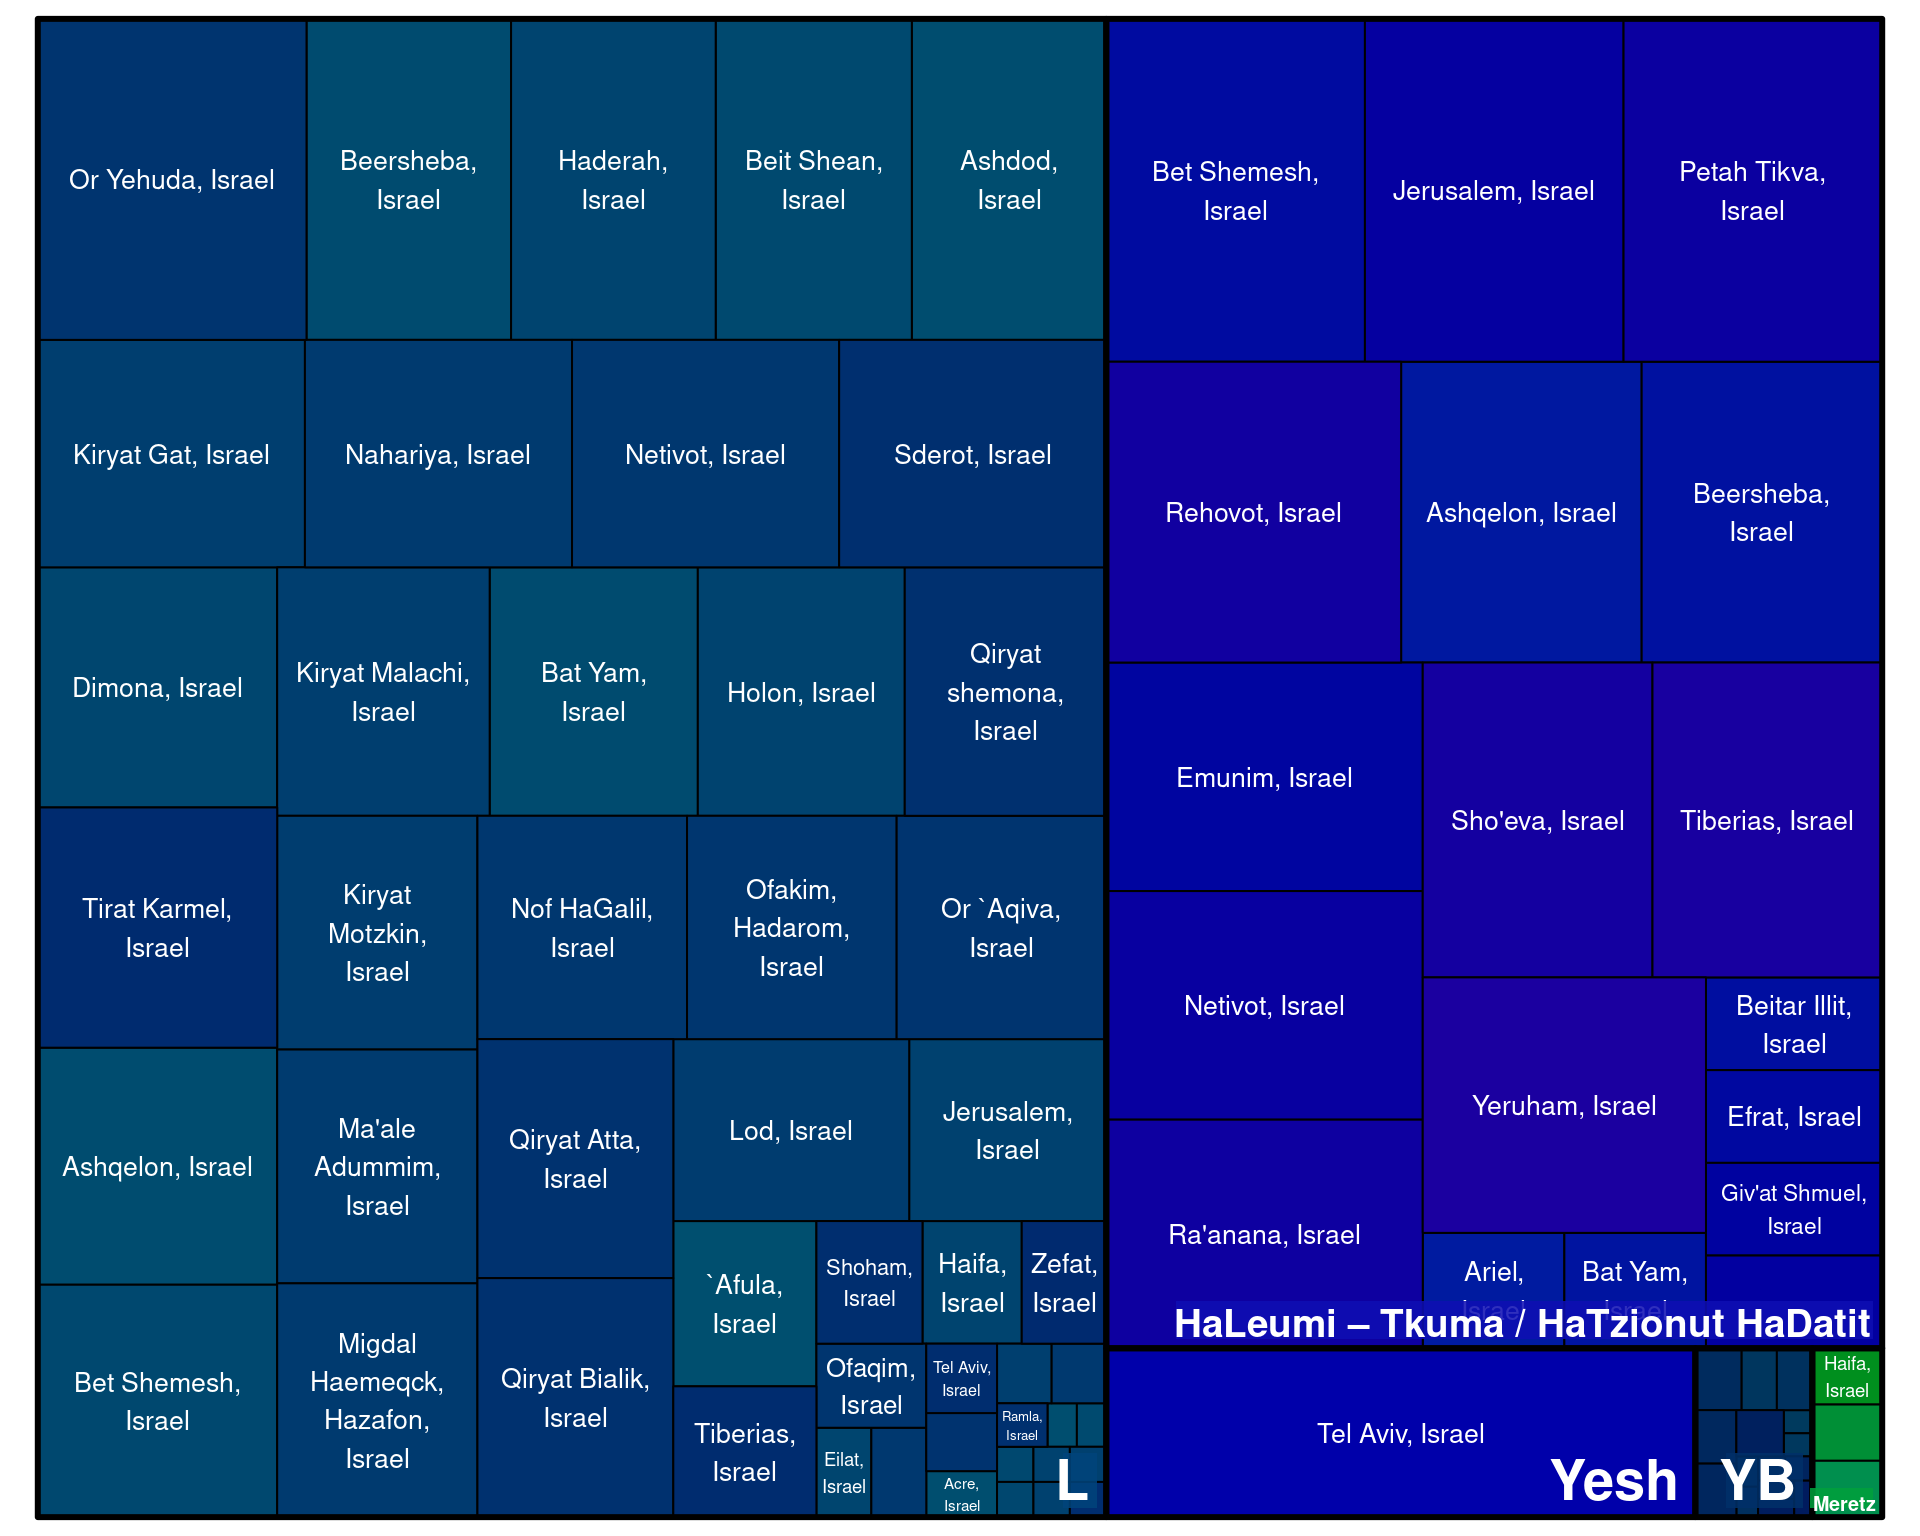 Or Yehuda, Israel
Beersheba,
Israel
Haderah,
Israel
Beit Shean,
Israel
Ashdod,
Israel
Kiryat Gat, Israel
Nahariya, Israel
Netivot, Israel
Sderot, Israel
Dimona, Israel
Kiryat Malachi,
Israel
Bat Yam,
Israel
Holon, Israel
Qiryat
shemona,
Israel
Tirat Karmel,
Israel
Kiryat
Motzkin,
Israel
Nof HaGalil,
Israel
Ofakim,
Hadarom,
Israel
Or `Aqiva,
Israel
Ashqelon, Israel
Ma'ale
Adummim,
Israel
Qiryat Atta,
Israel
Lod, Israel
Jerusalem,
Israel
Bet Shemesh,
Israel
Migdal
Haemeqck,
Hazafon,
Israel
Qiryat Bialik,
Israel
`Afula,
Israel
Shoham,
Israel
Haifa,
Israel
Zefat,
Israel
Tiberias,
Israel
Ofaqim,
Israel
Tel Aviv,
Israel
Ramla,
Israel
Eilat,
Israel
Acre,
Israel
L
Bet Shemesh,
Israel
Jerusalem, Israel
Petah Tikva,
Israel
Rehovot, Israel
Ashqelon, Israel
Beersheba,
Israel
Emunim, Israel
Sho'eva, Israel
Tiberias, Israel
Netivot, Israel
Yeruham, Israel
Beitar Illit,
Israel
Efrat, Israel
Giv'at Shmuel,
Israel
Ra'anana, Israel
Ariel,
Israel
Bat Yam,
Israel
HaLeumi – Tkuma / HaTzionut HaDatit
Tel Aviv, Israel
Yesh
YB
Haifa,
Israel
Meretz